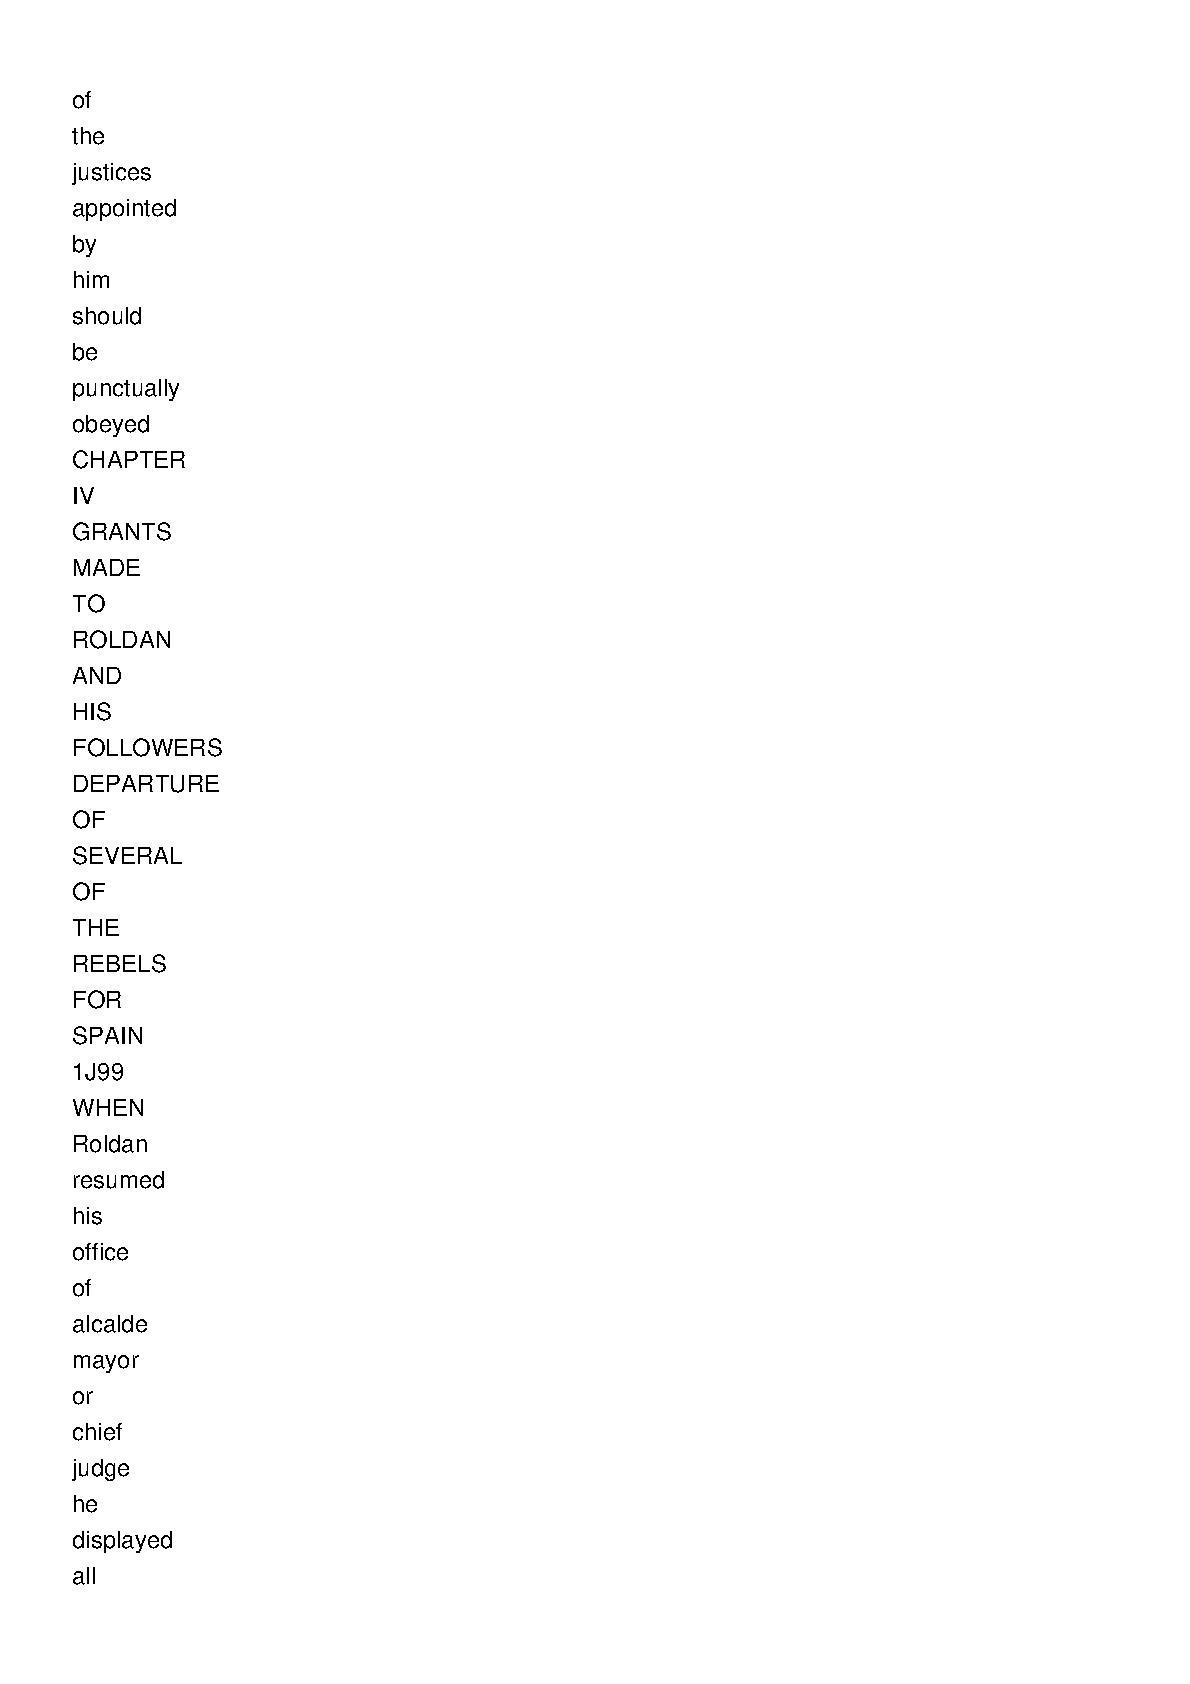 of
the
justices
appointed
by
him
should
be
punctually
obeyed
CHAPTER
IV
GRANTS
MADE
TO
ROLDAN
AND
HIS
FOLLOWERS
DEPARTURE
OF
SEVERAL
OF
THE
REBELS
FOR
SPAIN
1J99
WHEN
Roldan
resumed
his
office
of
alcalde
mayor
or
chief
judge
he
displayed
all